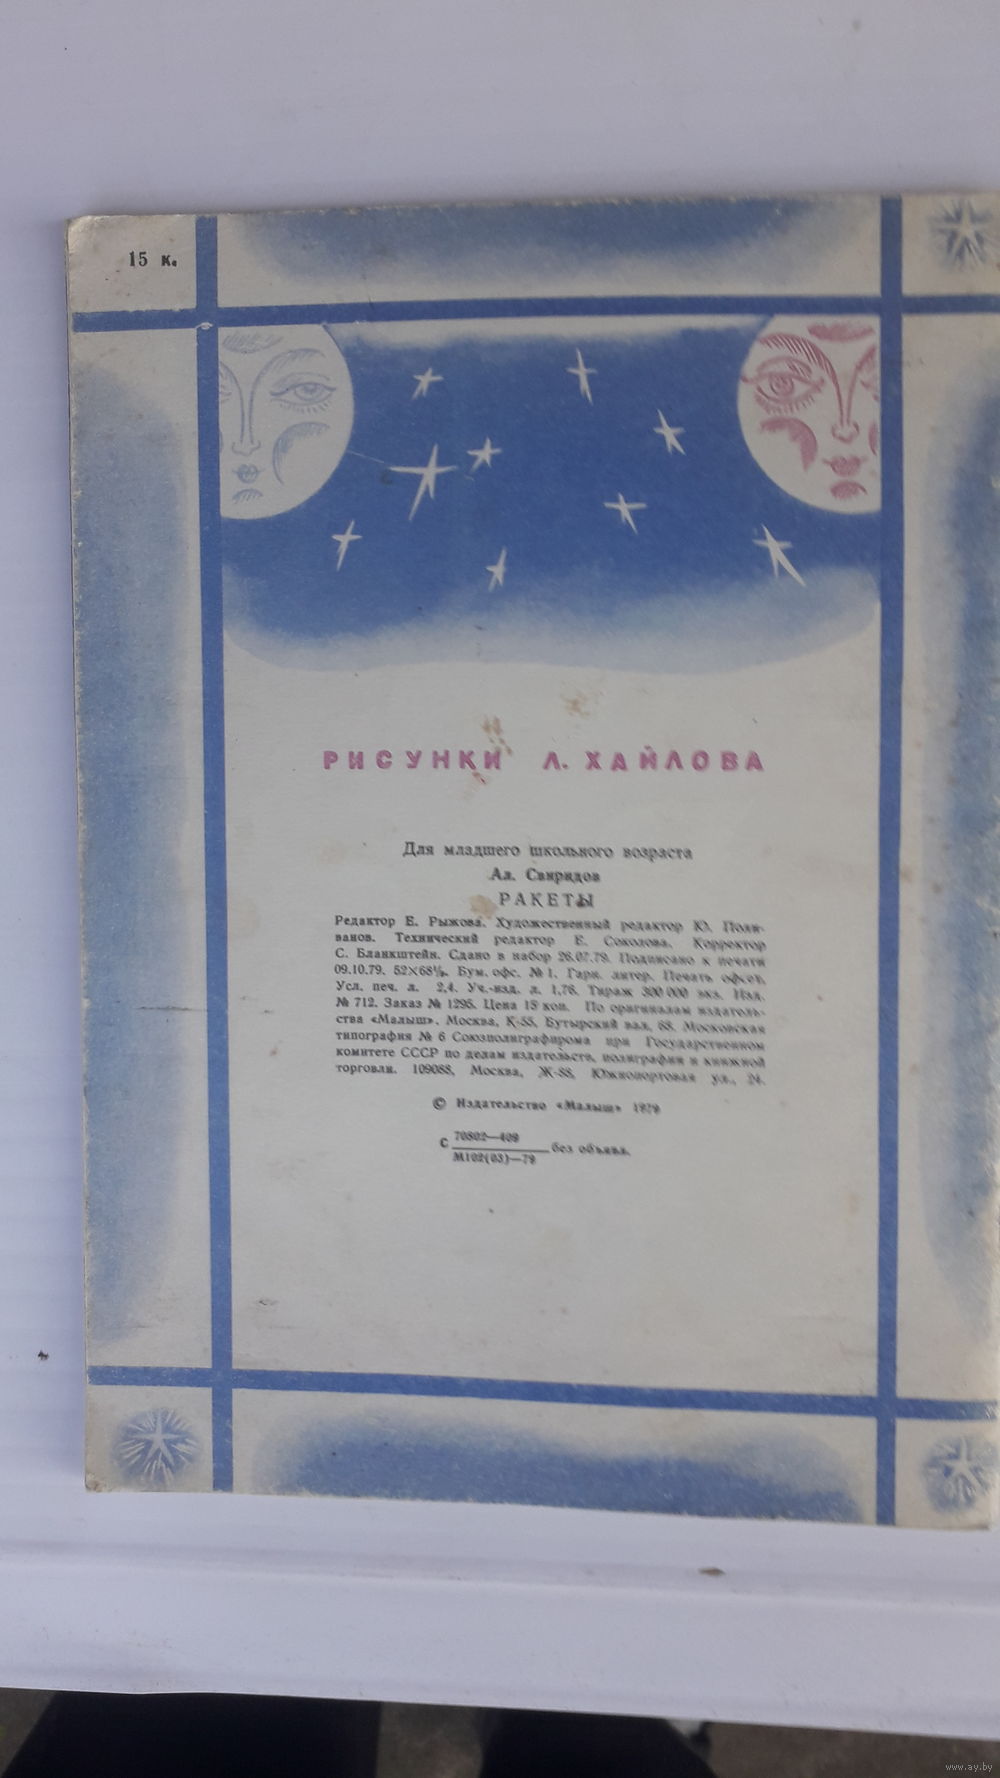 15 к.
РИСУНКИ Л. ХАЙЛОВА
Для младшего школьного возраста
Ал. Свиридов
РАКЕТЫ
Редактор Е. Рыжова. Художественный редактор Ю. Поли-
ванов. Технический редактор Е. Соколова. Корректор
С. Бланкштейн. Сдано в набор 26.07.79. Подписано к печати
09.10.79. 52×68⅛. Бум. офс. №1. Гарн. литер. Печать офсет.
Усл. печ. л. 2,4. Уч.-изд. л. 1,76. Тираж 300 000 экз. Изд.
№ 712. Заказ № 1295. Цена 15 коп. По оригиналам издатель-
ства «Малыш». Москва, К-55, Бутырский вал, 68. Московская
типография № 6 Союзполиграфпрома при Государственном
комитете СССР по делам издательств, полиграфии и книжной
торговли. 109088, Москва, Ж-88, Южнопортовая ул., 24.
© Издательство «Малыш» 1979
С 70802—409
М102(03)—79 без объявл.
www.ay.by